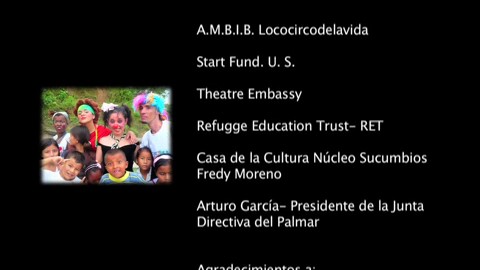 A.M.B.I.B. Lococircodelavida
Start Fund. U. S.
Theatre Embassy
Refugge Education Trust- RET
Casa de la Cultura Núcleo Sucumbios
Fredy Moreno
Arturo García- Presidente de la Junta
Directiva del Palmar
Agradecimientos a: